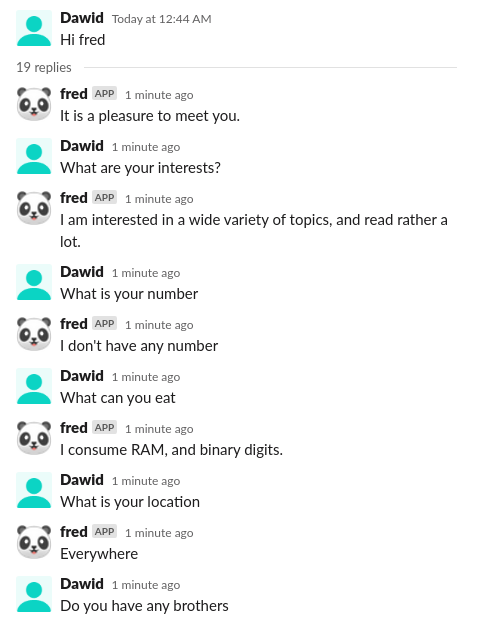 Dawid Today at 12:44 AM
Hi fred
19 replies
fred APP 1 minute ago
It is a pleasure to meet you.
Dawid 1 minute ago
What are your interests?
fred APP 1 minute ago
I am interested in a wide variety of topics, and read rather a
lot.
Dawid 1 minute ago
What is your number
fred APP 1 minute ago
I don't have any number
Dawid 1 minute ago
What can you eat
fred APP 1 minute ago
I consume RAM, and binary digits.
Dawid 1 minute ago
What is your location
fred APP 1 minute ago
Everywhere
Dawid 1 minute ago
Do you have any brothers